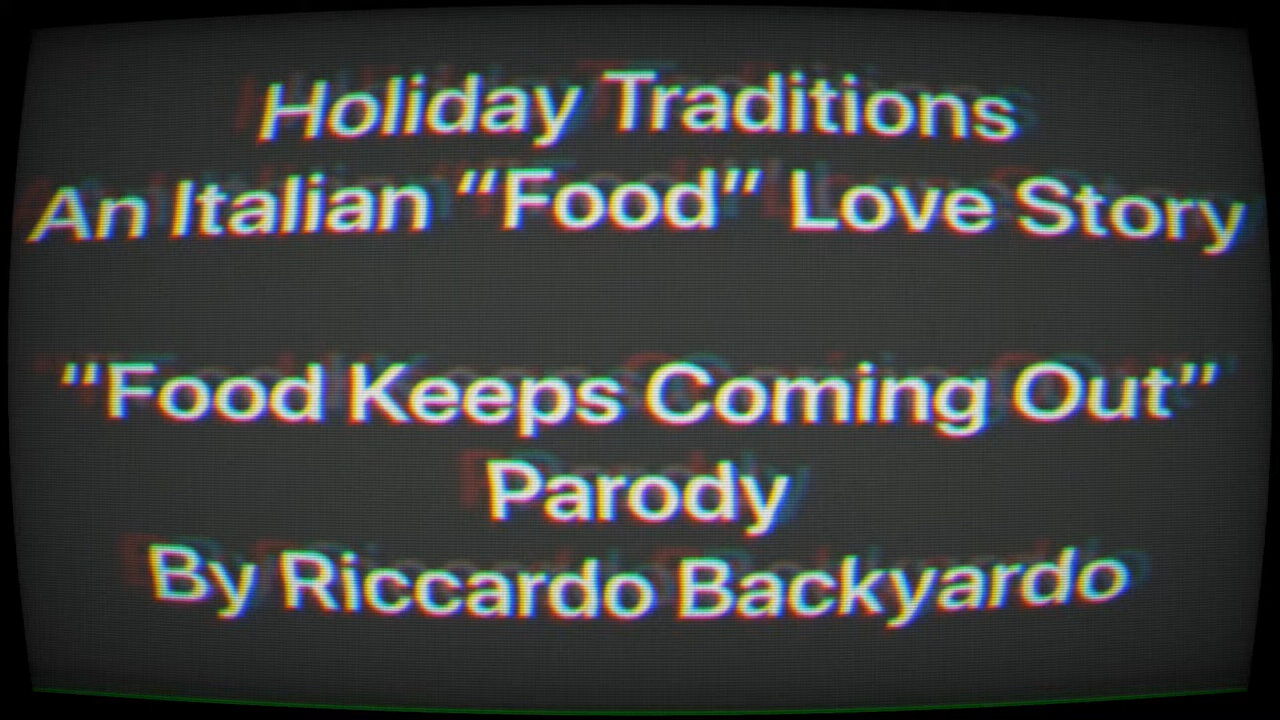 Holiday Traditions
An Italian “Food” Love Story
“Food Keeps Coming Out”
Parody
By Riccardo Backyardo